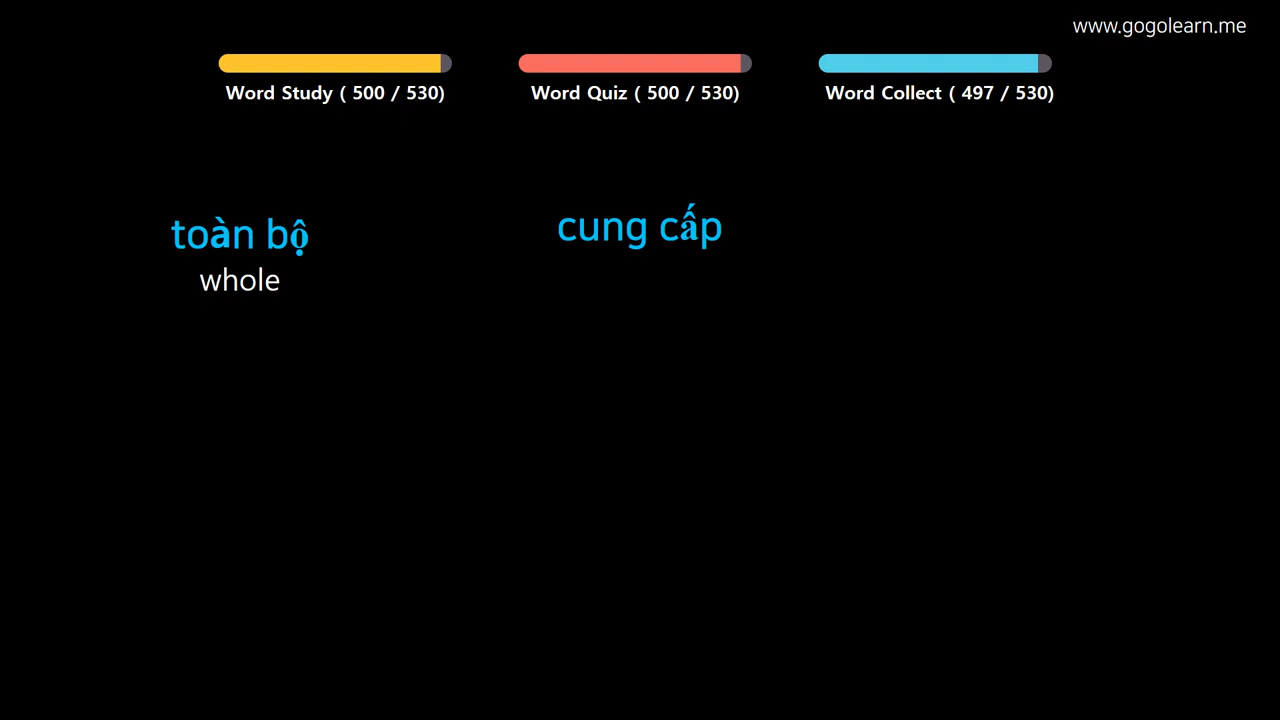 www.gogolearn.me
Word Study ( 500 / 530)
Word Quiz ( 500 / 530)
Word Collect ( 497 / 530)
toàn bộ
whole
cung cấp